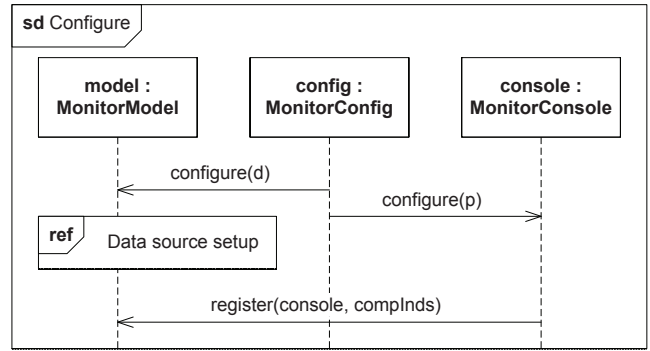 sd Configure
model :
MonitorModel
config :
MonitorConfig
console :
MonitorConsole
configure(d)
configure(p)
ref
Data source setup
register(console, compInds)